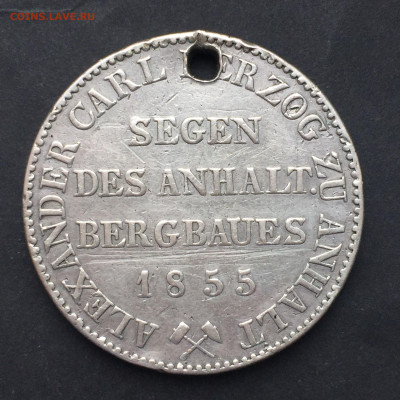 COINS.LAVE.RU
ALEXANDER CARL HERZOG ZU ANHALT
SEGEN
DES ANHALT.
BERGBAUES
1855